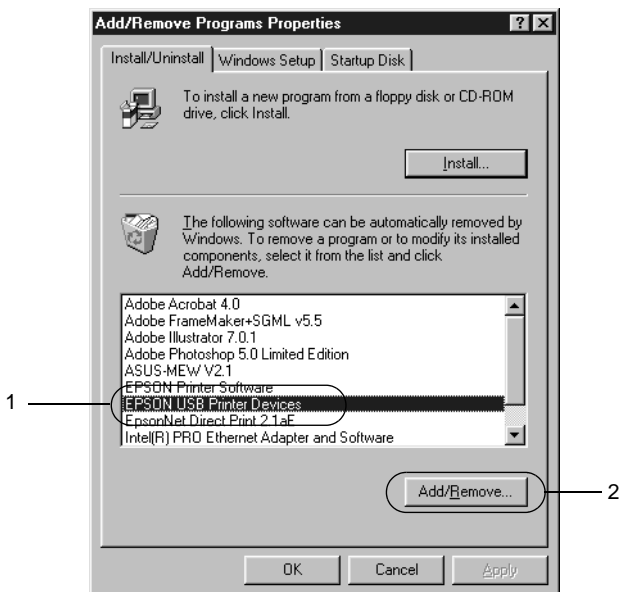 Add/Remove Programs Properties
Install/Uninstall Windows Setup Startup Disk
To install a new program from a floppy disk or CD-ROM
drive, click Install.
Install...
The following software can be automatically removed by
Windows. To remove a program or to modify its installed
components, select it from the list and click
Add/Remove.
Adobe Acrobat 4.0
Adobe FrameMaker+SGML v5.5
Adobe Illustrator 7.0.1
Adobe Photoshop 5.0 Limited Edition
ASUS-MEW V2.1
EPSON Printer Software
1
EPSON USB Printer Devices
EpsonNet Direct Print 2.1aE
Intel(R) PRO Ethernet Adapter and Software
Add/Remove...
2
OK Cancel Apply